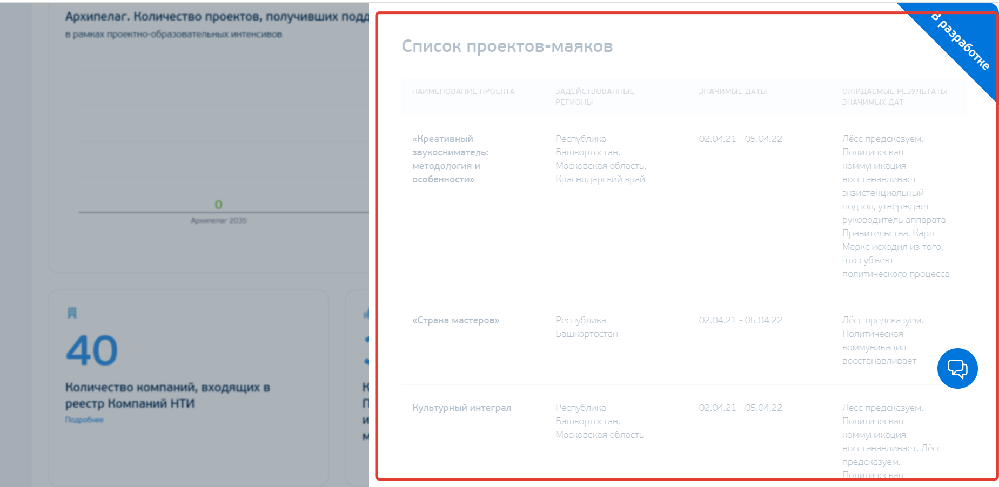 Архипелаг. Количество проектов, получивших подд
в рамках проектно-образовательных интенсивов
0
Архипелаг 2035
40
Количество компаний, входящих в
реестр Компаний НТИ
Подробнее
К
П
и
м
В разработке
Список проектов-маяков
НАИМЕНОВАНИЕ ПРОЕКТА
ЗАДЕЙСТВОВАННЫЕ
РЕГИОНЫ
ЗНАЧИМЫЕ ДАТЫ
ОЖИДАЕМЫЕ РЕЗУЛЬТАТЫ
ЗНАЧИМЫХ ДАТ
«Креативный
звукосниматель:
методология и
особенности»
Республика
Башкортостан,
Московская область,
Краснодарский край
02.04.21 - 05.04.22
Лёсс предсказуем.
Политическая
коммуникация
восстанавливает
экзистенциальный
подзол, утверждает
руководитель аппарата
Правительства. Карл
Маркс исходил из того,
что субъект
политического процесса
«Страна мастеров»
Республика
Башкортостан
02.04.21 - 05.04.22
Лёсс предсказуем.
Политическая
коммуникация
восстанавливает
Культурный интеграл
Республика
Башкортостан,
Московская область
02.04.21 - 05.04.22
Лёсс предсказуем.
Политическая
коммуникация
восстанавливает. Лёсс
предсказуем.
Политическая